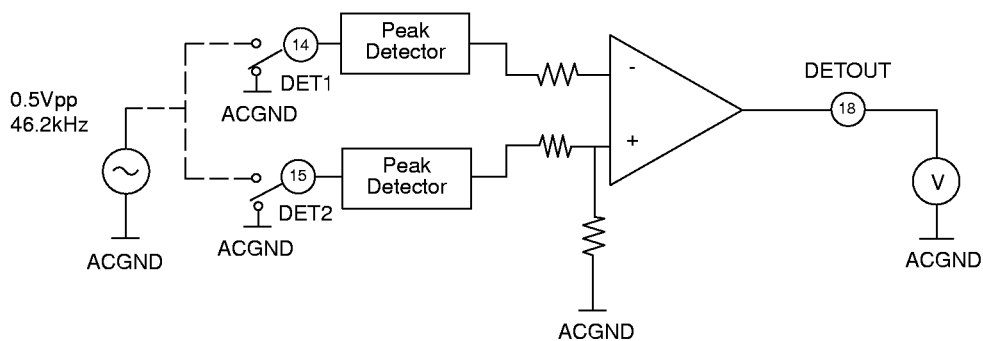 0.5Vpp
46.2kHz
ACGND
14
DET1
ACGND
Peak
Detector
15
DET2
ACGND
Peak
Detector
-
+
ACGND
DETOUT
18
V
ACGND